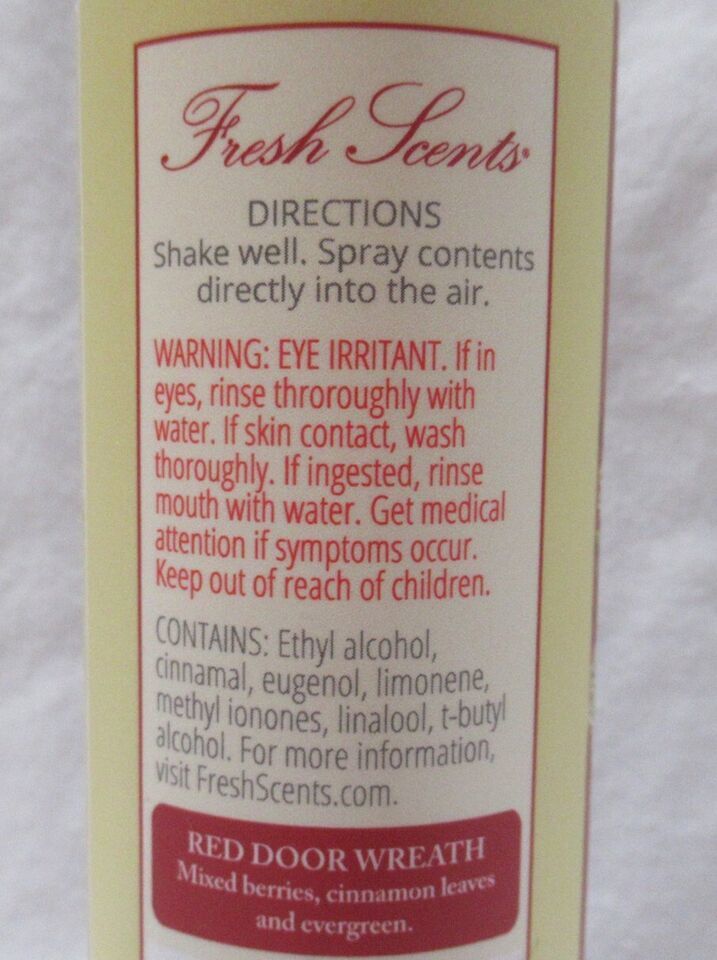 Fresh Scents®
DIRECTIONS
Shake well. Spray contents
directly into the air.
WARNING: EYE IRRITANT. If in
eyes, rinse throroughly with
water. If skin contact, wash
thoroughly. If ingested, rinse
mouth with water. Get medical
attention if symptoms occur.
Keep out of reach of children.
CONTAINS: Ethyl alcohol,
cinnamal, eugenol, limonene,
methyl ionones, linalool, t-butyl
alcohol. For more information,
visit FreshScents.com.
RED DOOR WREATH
Mixed berries, cinnamon leaves
and evergreen.